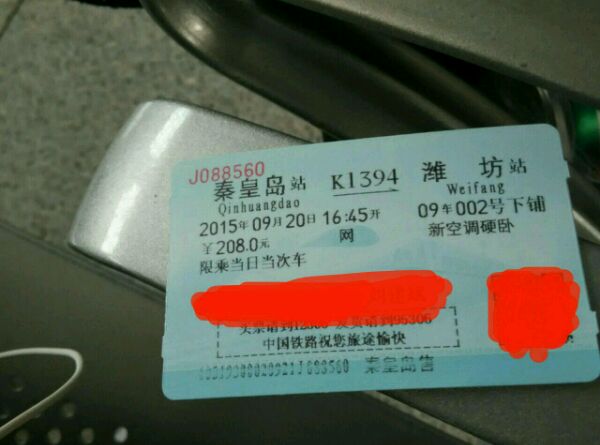 J088560
秦皇岛站 K1394 潍坊站
Qinhuangdao Weifang
2015年09月20日 16:45开 09车002号下铺
￥208.0元 网 新空调硬卧
限乘当日当次车
买票请到12306 发货请到95306
中国铁路祝您旅途愉快
J088560 秦皇岛售